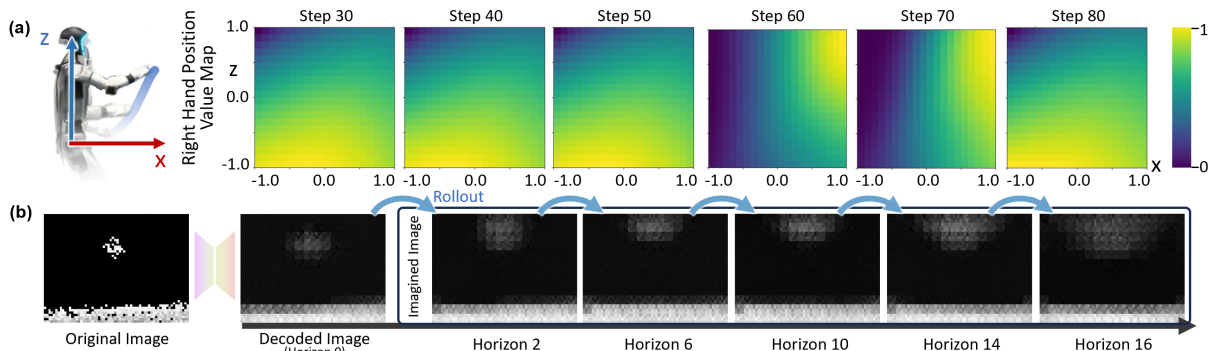 (a)
Z
X
Right Hand Position
Value Map
Step 30
Step 40
Step 50
Step 60
Step 70
Step 80
1.0
Z
0.0
-1.0
-1.0 0.0 1.0
-1.0 0.0 1.0
-1.0 0.0 1.0
-1.0 0.0 1.0
-1.0 0.0 1.0
-1.0 0.0 1.0
X
1
0
(b)
Rollout
Imagined Image
Original Image
Decoded Image
(Horizon 0)
Horizon 2
Horizon 6
Horizon 10
Horizon 14
Horizon 16